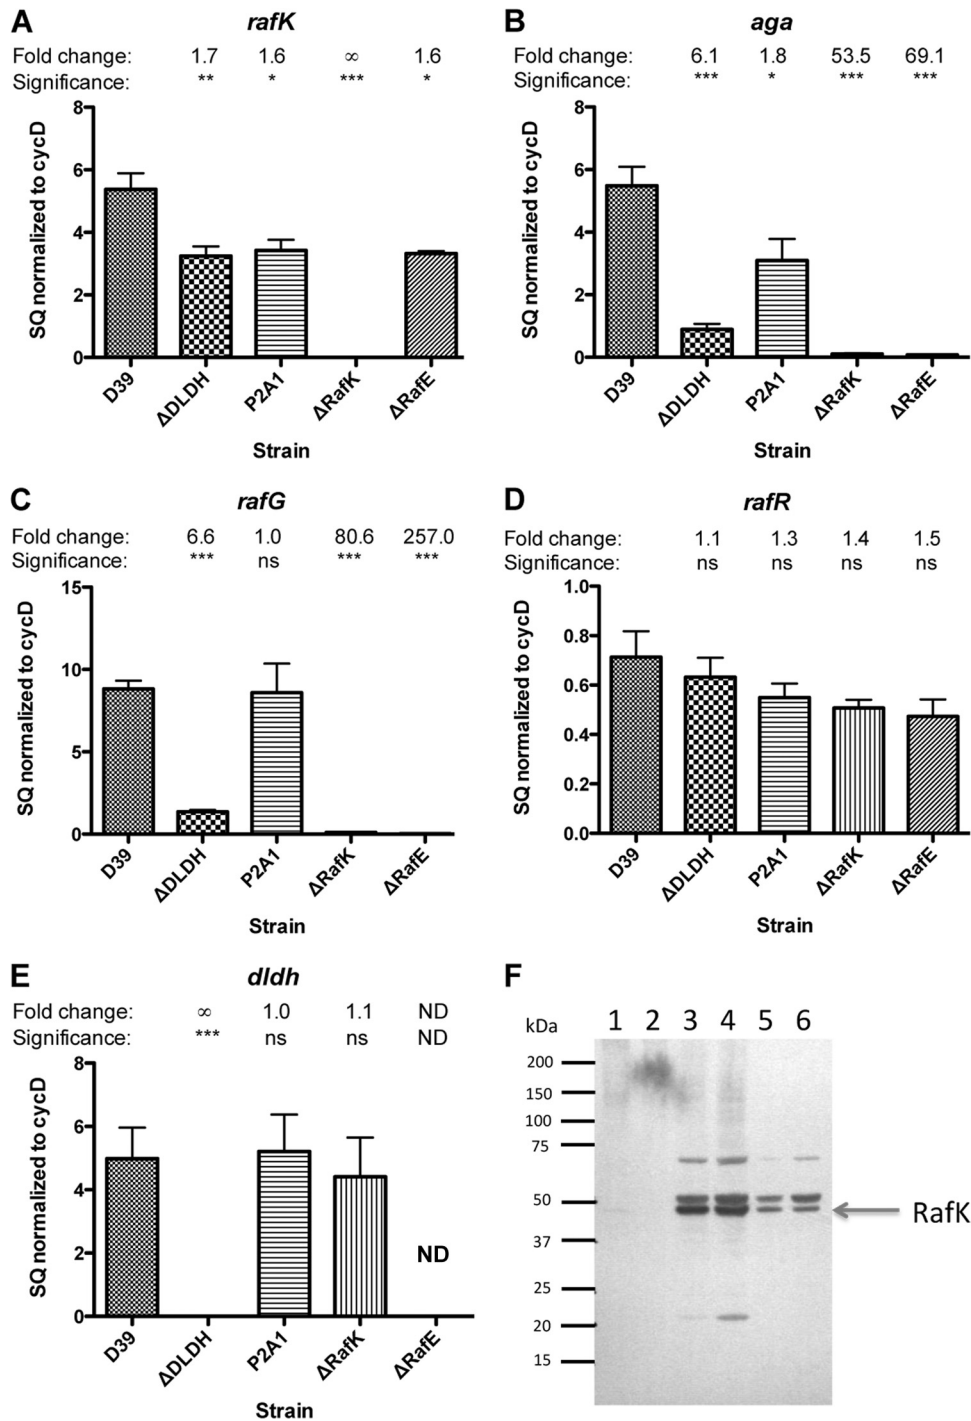 A
rafK
Fold change: 1.7 1.6 ∞ 1.6
Significance: ** * *** *
SQ normalized to cycD
8
6
4
2
0
D39 ΔDLDH P2A1 ΔRafK ΔRafE
Strain
B
aga
Fold change: 6.1 1.8 53.5 69.1
Significance: *** * *** ***
SQ normalized to cycD
8
6
4
2
0
D39 ΔDLDH P2A1 ΔRafK ΔRafE
Strain
C
rafG
Fold change: 6.6 1.0 80.6 257.0
Significance: *** ns *** ***
SQ normalized to cycD
15
10
5
0
D39 ΔDLDH P2A1 ΔRafK ΔRafE
Strain
D
rafR
Fold change: 1.1 1.3 1.4 1.5
Significance: ns ns ns ns
SQ normalized to cycD
1.0
0.8
0.6
0.4
0.2
0.0
D39 ΔDLDH P2A1 ΔRafK ΔRafE
Strain
E
dldh
Fold change: ∞ 1.0 1.1 ND
Significance: *** ns ns ND
SQ normalized to cycD
8
6
4
2
0
ND
D39 ΔDLDH P2A1 ΔRafK ΔRafE
Strain
F
kDa 1 2 3 4 5 6
200
150
100
75
50
37
25
20
15
RafK